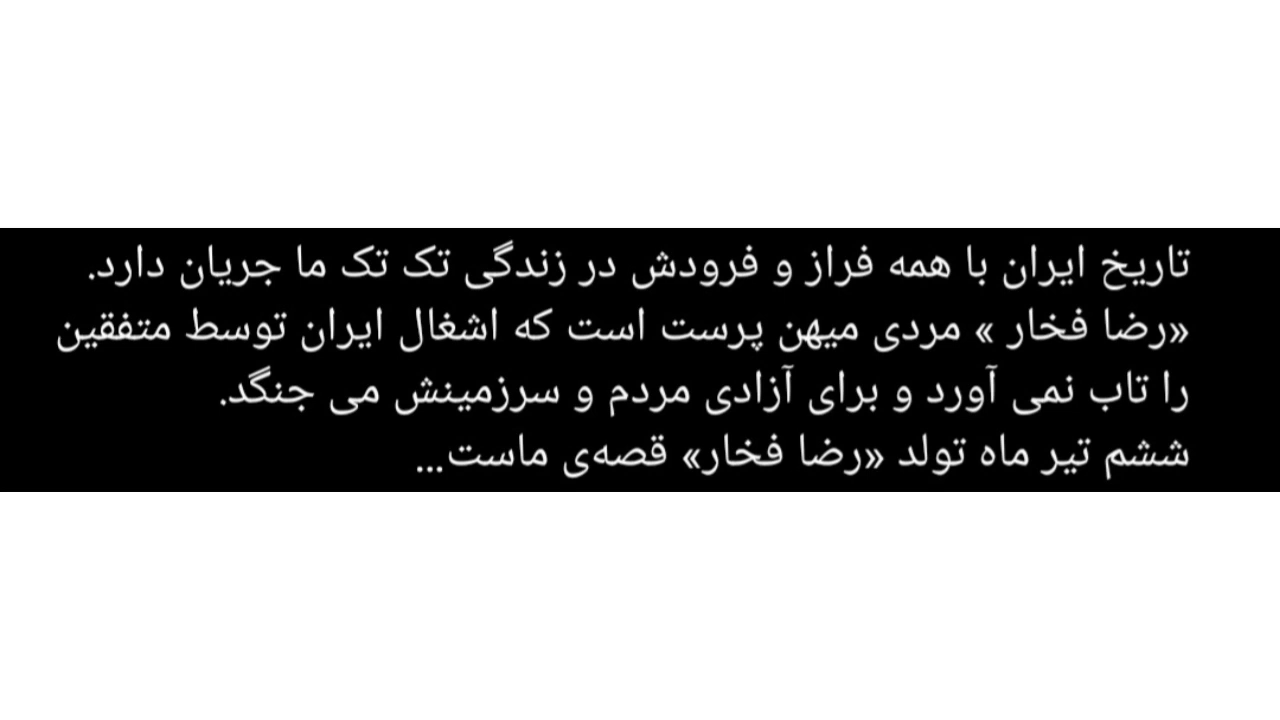 تاریخ ایران با همه فراز و فرودش در زندگی تک تک ما جریان دارد.
«رضا فخار » مردی میهن پرست است که اشغال ایران توسط متفقین
را تاب نمی آورد و برای آزادی مردم و سرزمینش می جنگد.
ششم تیر ماه تولد «رضا فخار» قصه‌ی ماست...